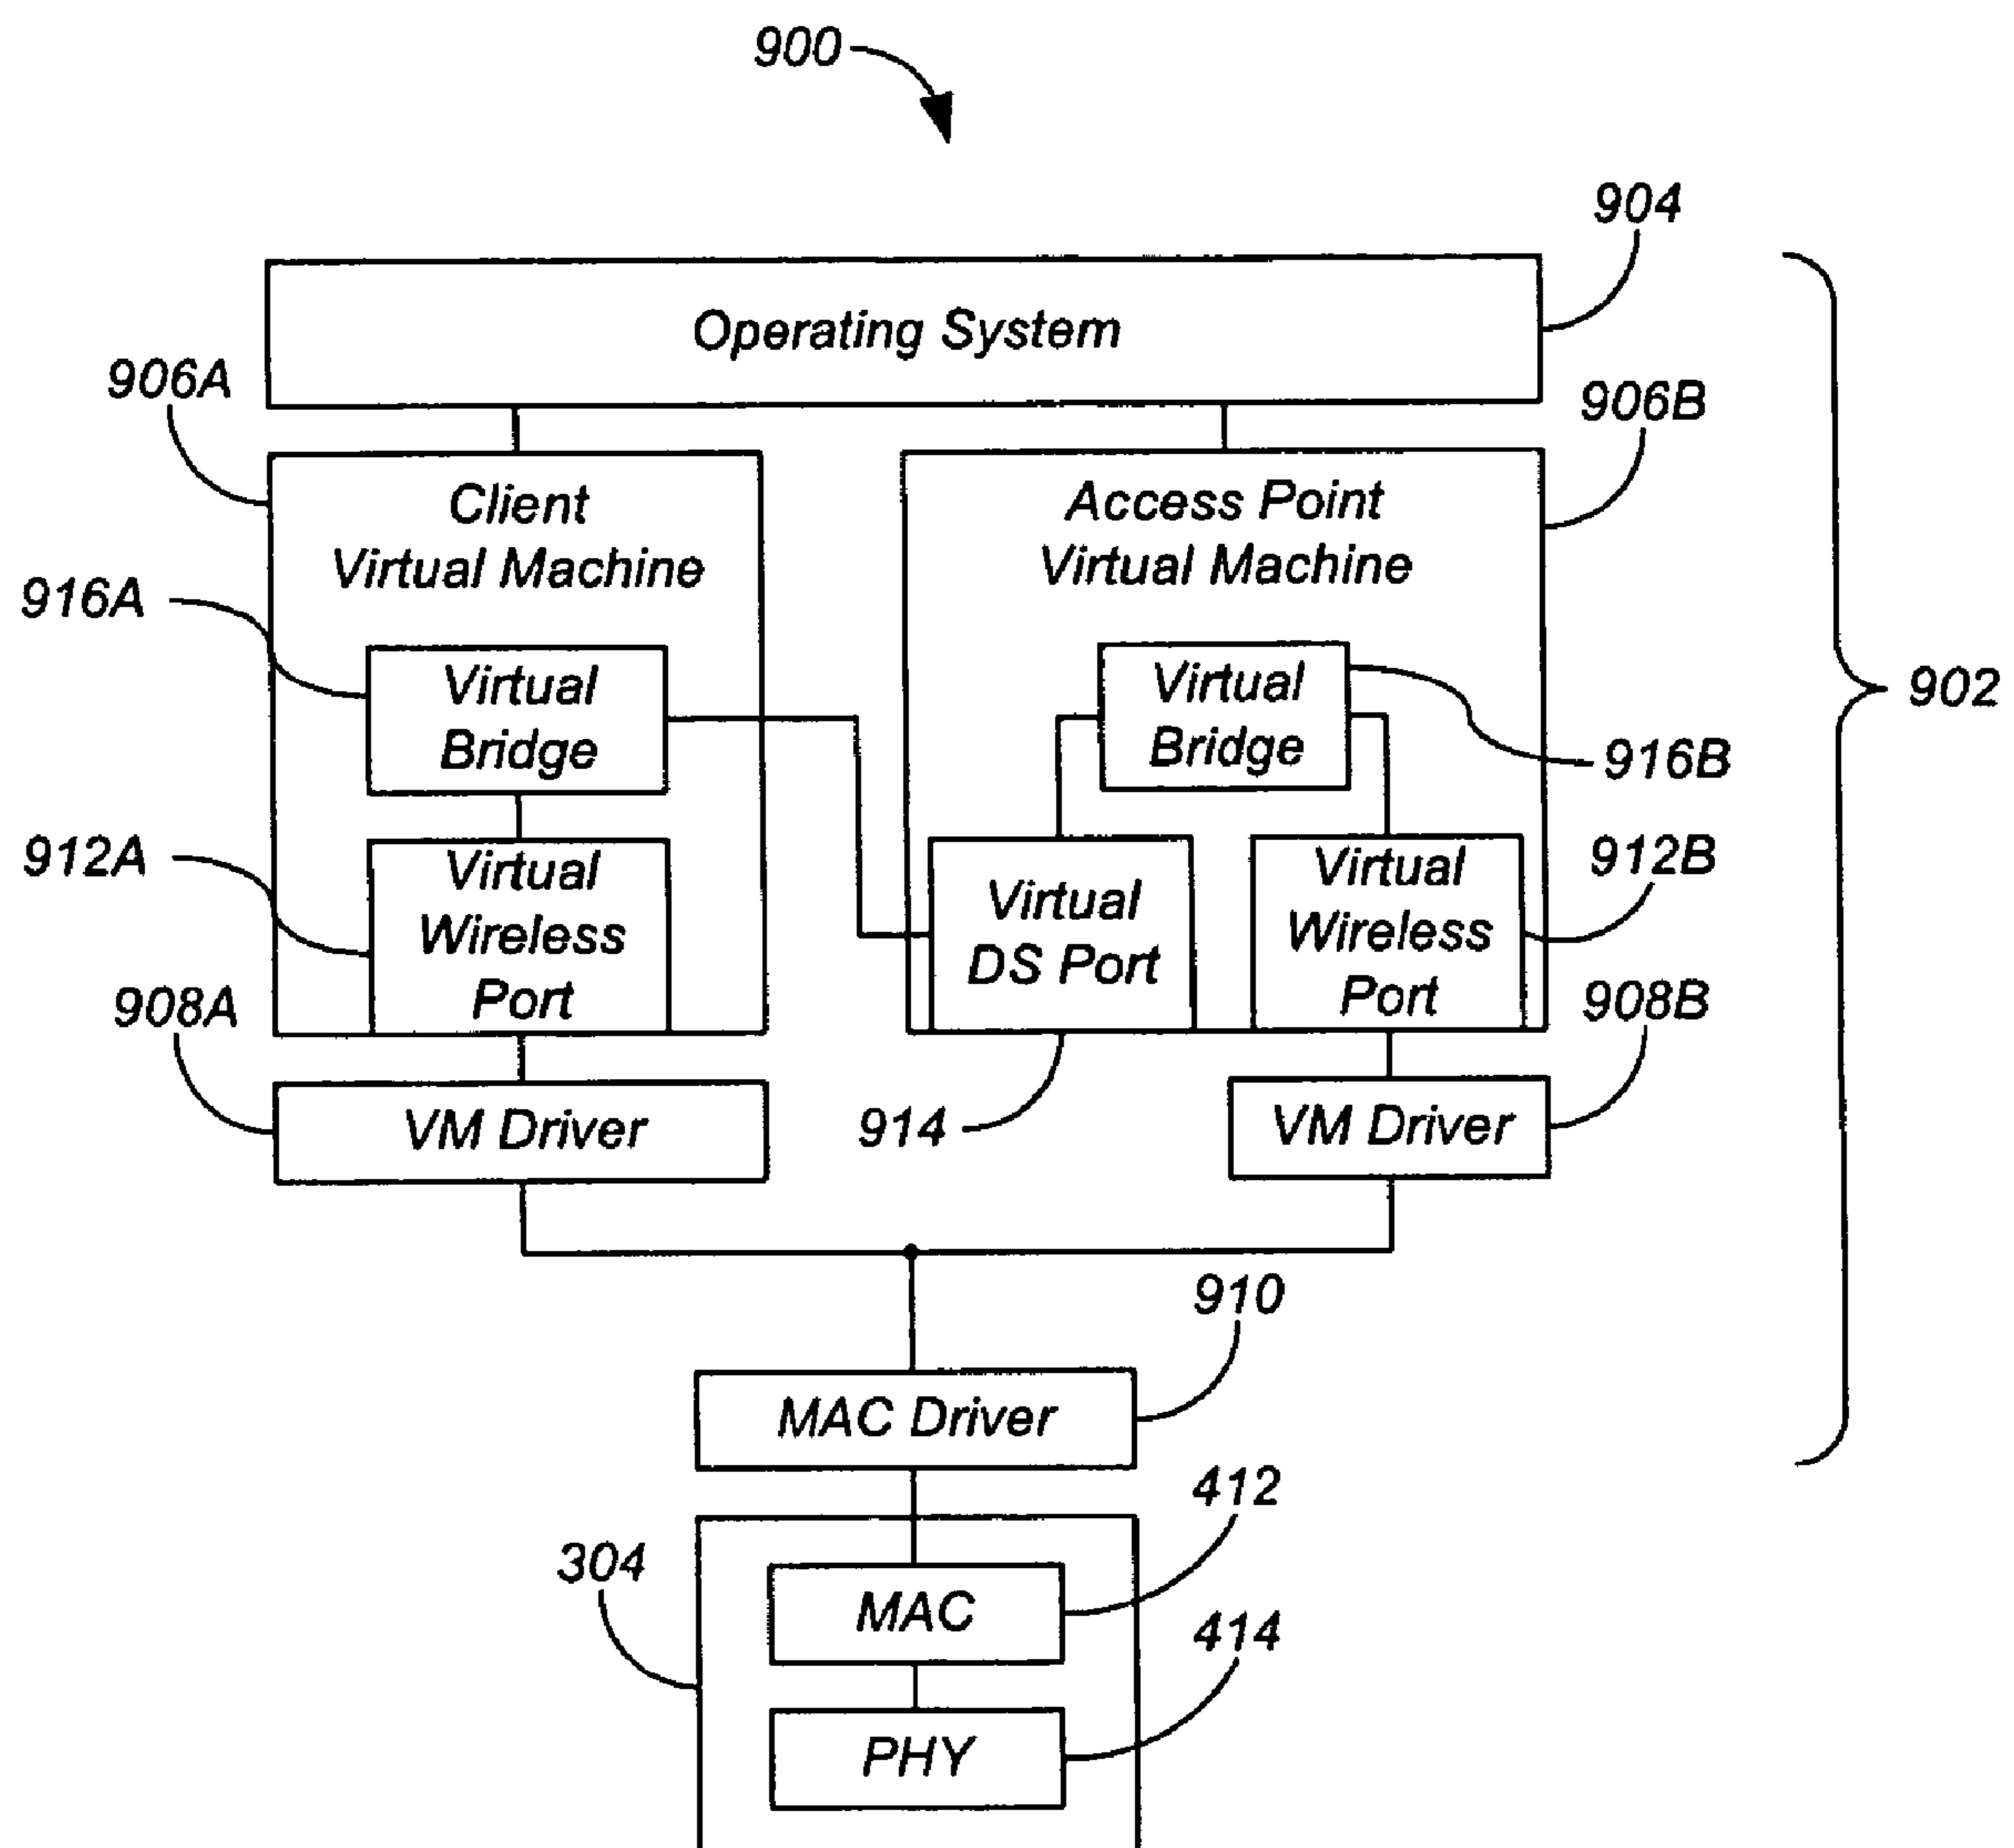 900
904
Operating System
906A
906B
Client
Virtual Machine
Access Point
Virtual Machine
916A
Virtual
Bridge
Virtual
Bridge
902
916B
912A
Virtual
Wireless
Port
Virtual
DS Port
Virtual
Wireless
Port
912B
908A
908B
VM Driver
914
VM Driver
910
MAC Driver
412
304
MAC
414
PHY